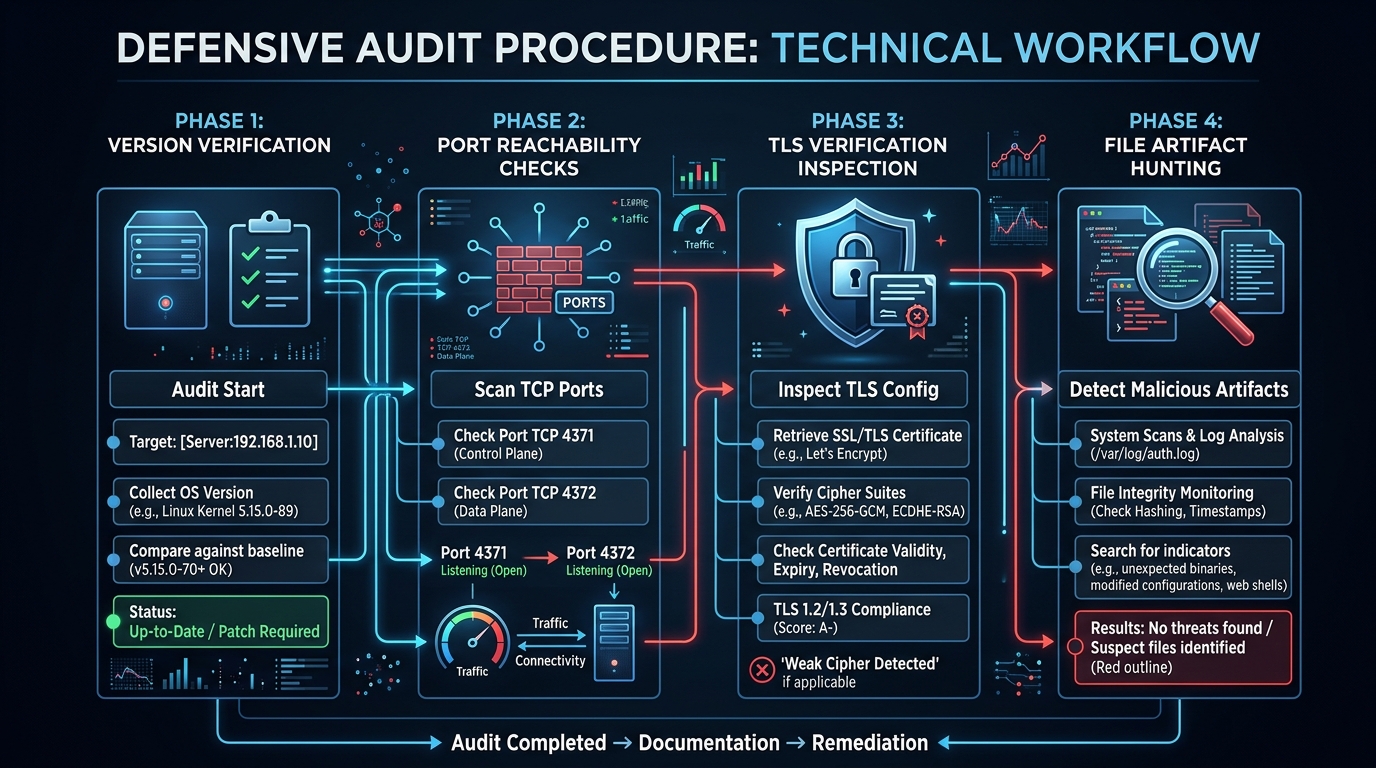 DEFENSIVE AUDIT PROCEDURE: TECHNICAL WORKFLOW
PHASE 1:
VERSION VERIFICATION
Audit Start
Target: [Server:192.168.1.10]
Collect OS Version
(e.g., Linux Kernel 5.15.0-89)
Compare against baseline
(v5.15.0-70+ OK)
Status:
Up-to-Date / Patch Required
PHASE 2:
PORT REACHABILITY
CHECKS
PORTS
Data Plane
Scan TCP Ports
Check Port TCP 4371
(Control Plane)
Check Port TCP 4372
(Data Plane)
Port 4371
Listening (Open)
Port 4372
Listening (Open)
Traffic
Connectivity
Traffic
Traffic
PHASE 3:
TLS VERIFICATION
INSPECTION
Inspect TLS Config
Retrieve SSL/TLS Certificate
(e.g., Let's Encrypt)
Verify Cipher Suites
(e.g., AES-256-GCM, ECDHE-RSA)
Check Certificate Validity,
Expiry, Revocation
TLS 1.2/1.3 Compliance
(Score: A-)
'Weak Cipher Detected'
if applicable
PHASE 4:
FILE ARTIFACT
HUNTING
Detect Malicious Artifacts
System Scans & Log Analysis
(/var/log/auth.log)
File Integrity Monitoring
(Check Hashing, Timestamps)
Search for indicators
(e.g., unexpected binaries,
modified configurations, web shells)
Results: No threats found /
Suspect files identified
(Red outline)
Audit Completed → Documentation → Remediation